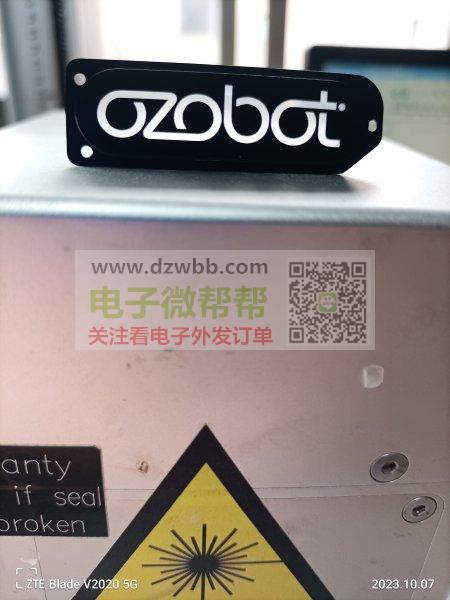 ozobot
www.dzwbb.com
电子微帮帮
关注看电子外发订单
anty
if seal
broken
ZTE Blade V2020 5G
2023.10.07